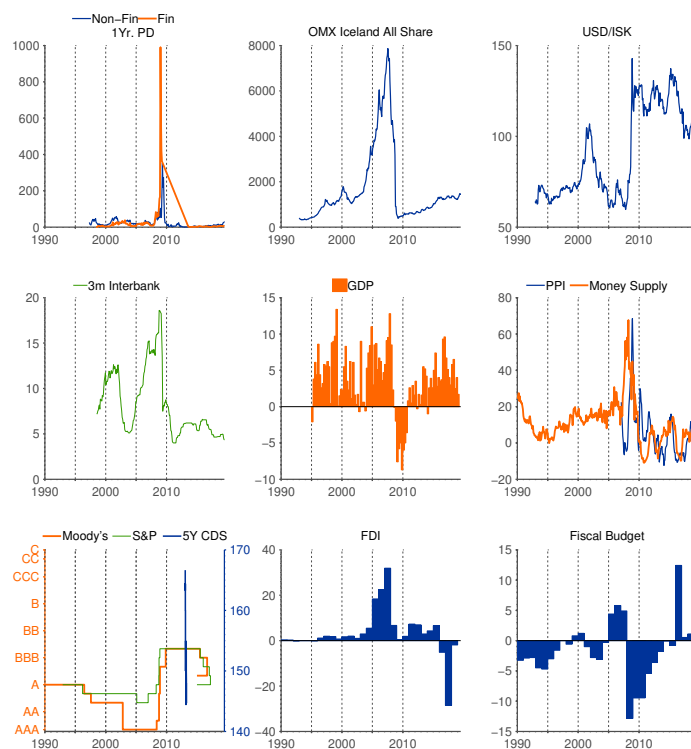 Non−Fin Fin
1Yr. PD
1000
800
600
400
200
0
1990 2000 2010
OMX Iceland All Share
8000
6000
4000
2000
0
1990 2000 2010
USD/ISK
150
100
50
1990 2000 2010
3m Interbank
20
15
10
5
0
1990 2000 2010
GDP
15
10
5
0
−5
−10
1990 2000 2010
PPI Money Supply
80
60
40
20
0
−20
1990 2000 2010
Moody's S&P 5Y CDS
C
CC
CCC
B
BB
BBB
A
AA
AAA
170
160
150
140
1990 2000 2010
FDI
40
20
0
−20
−40
1990 2000 2010
Fiscal Budget
15
10
5
0
−5
−10
−15
1990 2000 2010